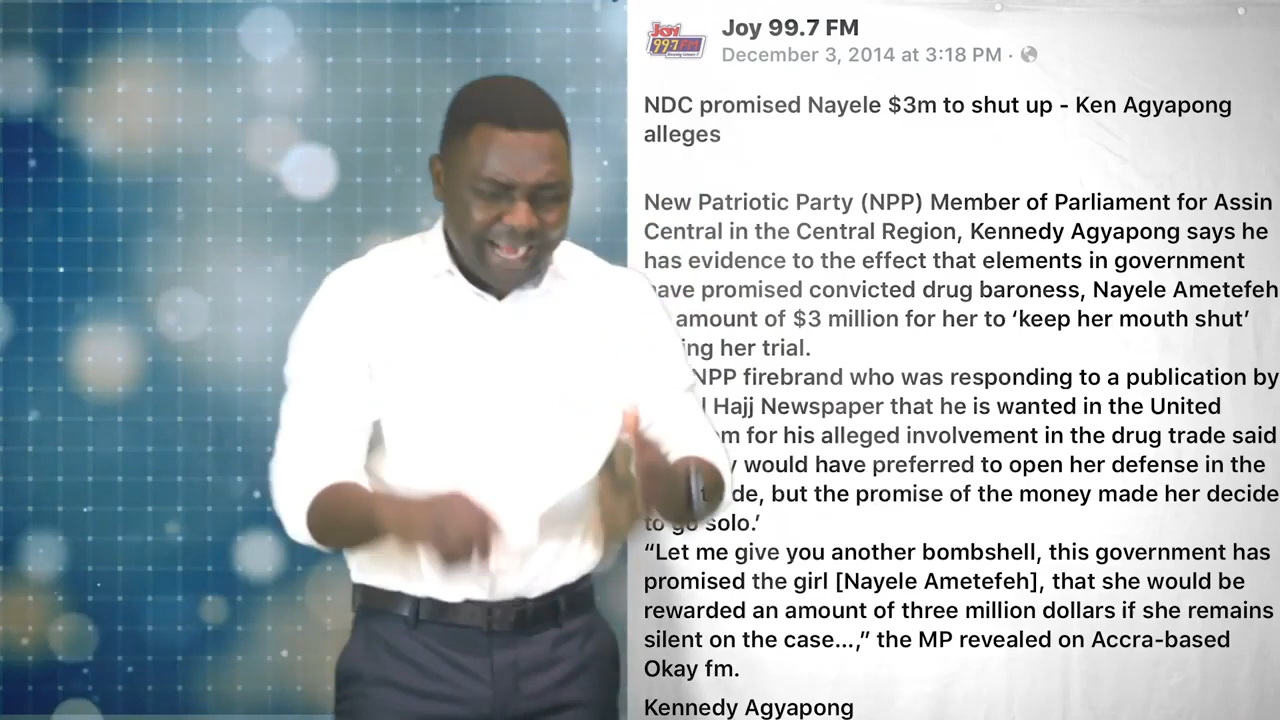 Joy
99.7 FM
Joy 99.7 FM
December 3, 2014 at 3:18 PM ·
NDC promised Nayele $3m to shut up - Ken Agyapong
alleges
New Patriotic Party (NPP) Member of Parliament for Assin
Central in the Central Region, Kennedy Agyapong says he
has evidence to the effect that elements in government
have promised convicted drug baroness, Nayele Ametefeh
amount of $3 million for her to ‘keep her mouth shut’
her trial.
NPP firebrand who was responding to a publication by
Hajj Newspaper that he is wanted in the United
for his alleged involvement in the drug trade said
would have preferred to open her defense in the
but the promise of the money made her decide
to go solo.’
“Let me give you another bombshell, this government has
promised the girl [Nayele Ametefeh], that she would be
rewarded an amount of three million dollars if she remains
silent on the case...,” the MP revealed on Accra-based
Okay fm.
Kennedy Agyapong